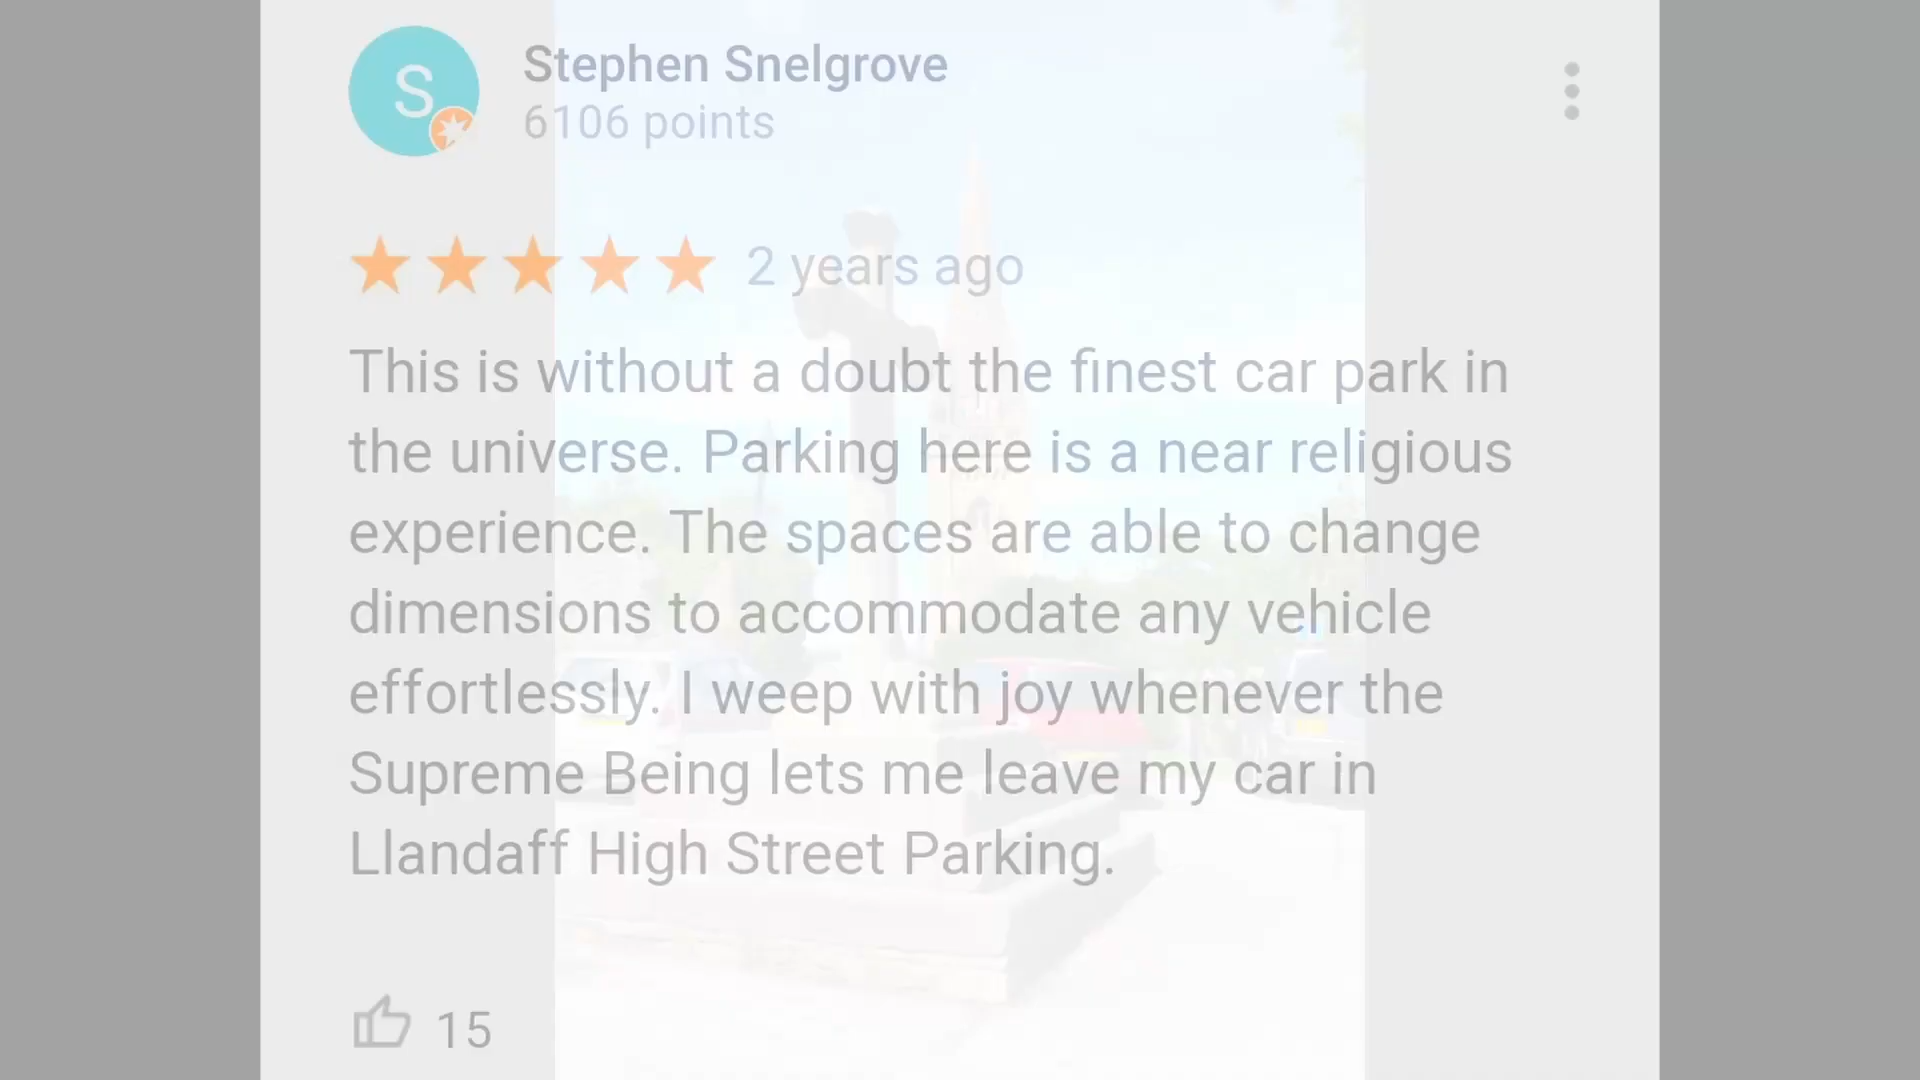 S
Stephen Snelgrove
6106 points
2 years ago
This is without a doubt the finest car park in
the universe. Parking here is a near religious
experience. The spaces are able to change
dimensions to accommodate any vehicle
effortlessly. I weep with joy whenever the
Supreme Being lets me leave my car in
Llandaff High Street Parking.
15